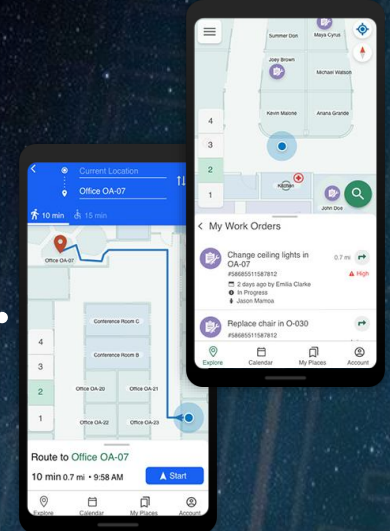 Summer Don
Maya Cyrus
Joey Brown
Michael Watson
Kevin Malone
Ariana Grande
4
3
2
1
Kitchen
John Doe
My Work Orders
Change ceiling lights in
OA-07
0.7 mi
#58685511587812
High
2 days ago by Emilia Clarke
In Progress
Jason Mamoa
Replace chair in O-030
#58685511587812
Explore
Calendar
My Places
Account
Current Location
Office OA-07
10 min
15 min
Office OA-07
Conference Room C
Conference Room B
4
3
2
1
Office OA-20
Office OA-21
Office OA-22
Office OA-23
Route to Office OA-07
10 min 0.7 mi • 9:58 AM
Start
Explore
Calendar
My Places
Account